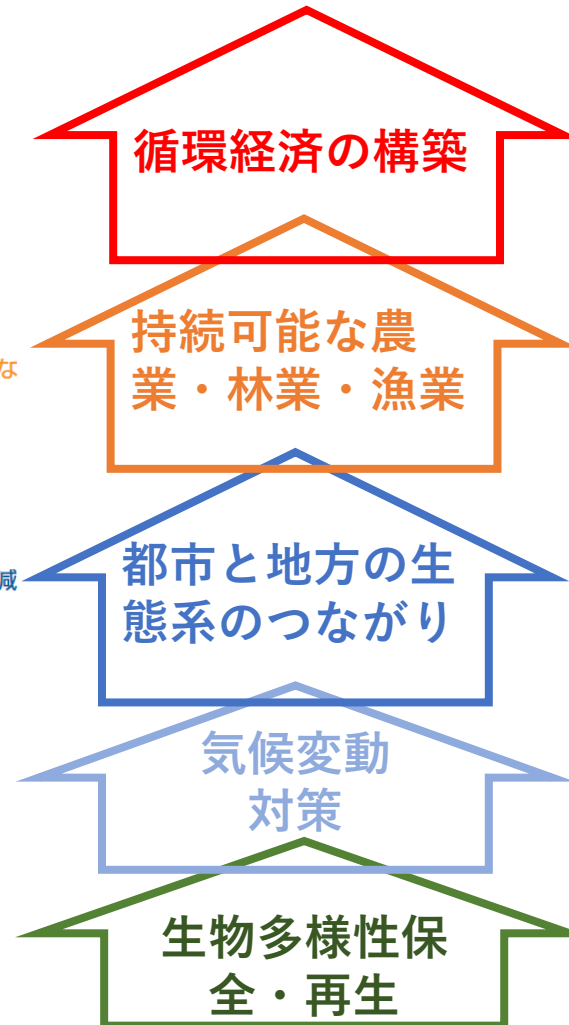 循環経済の構築
持続可能な農
業・林業・漁業
な
都市と地方の生
態系のつながり
減
気候変動
対策
生物多様性保
全・再生